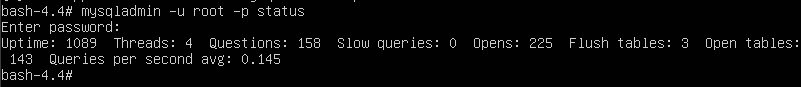 bash-4.4# mysqladmin -u root -p status
Enter password:
Uptime: 1089  Threads: 4  Questions: 158  Slow queries: 0  Opens: 225  Flush tables: 3  Open tables:
 143  Queries per second avg: 0.145
bash-4.4#